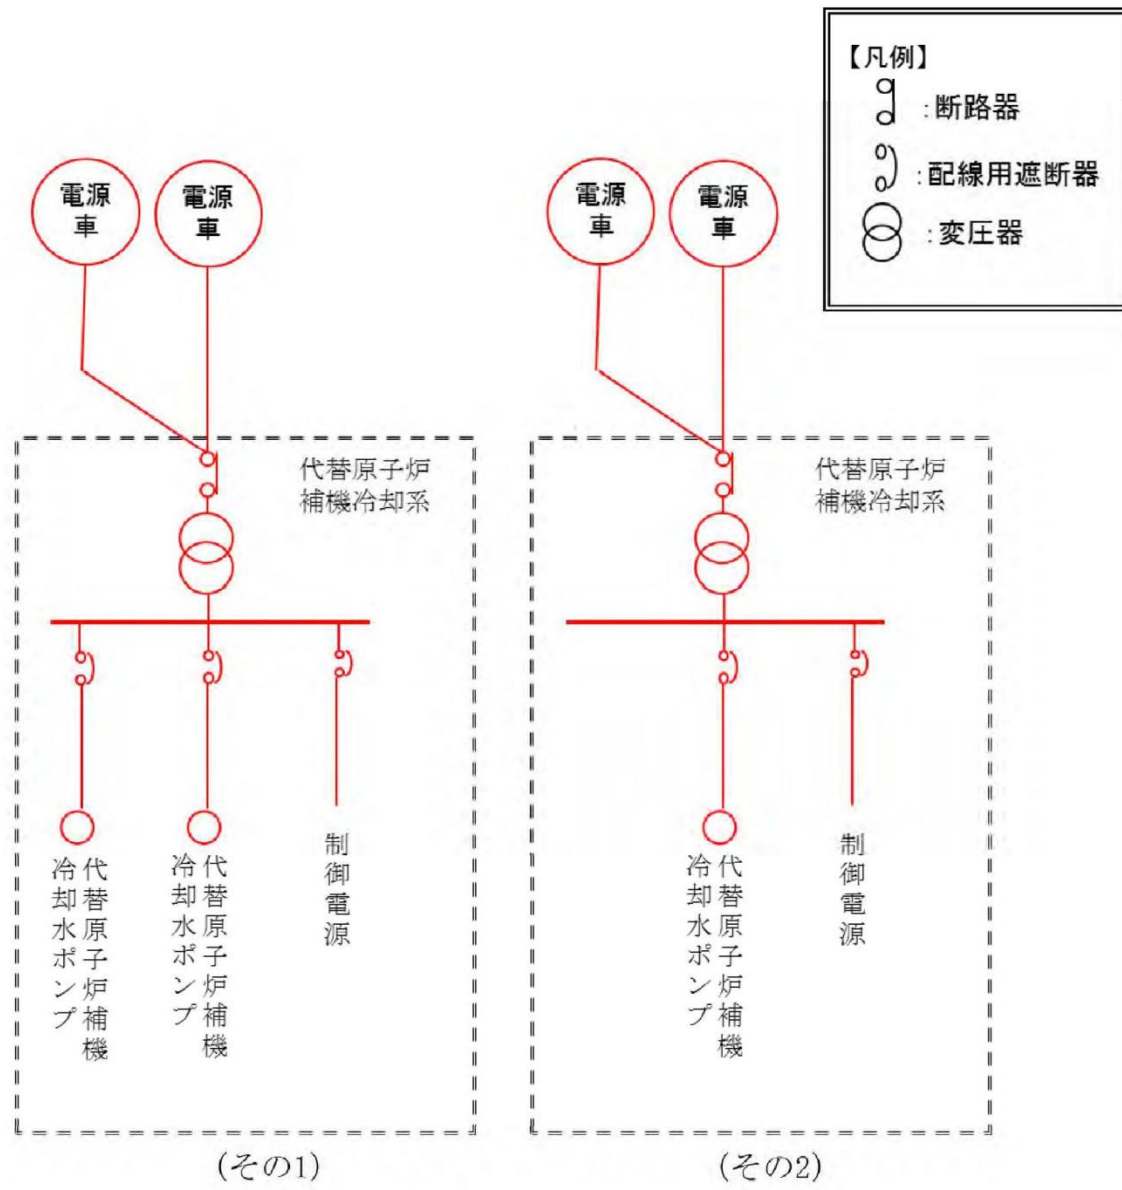 【凡例】
:断路器
:配線用遮断器
:変圧器
電源
車
電源
車
代替原子炉
補機冷却系
代替原子炉補機
冷却水ポンプ
代替原子炉補機
冷却水ポンプ
制御電源
(その1)
電源
車
電源
車
代替原子炉
補機冷却系
代替原子炉補機
冷却水ポンプ
制御電源
(その2)